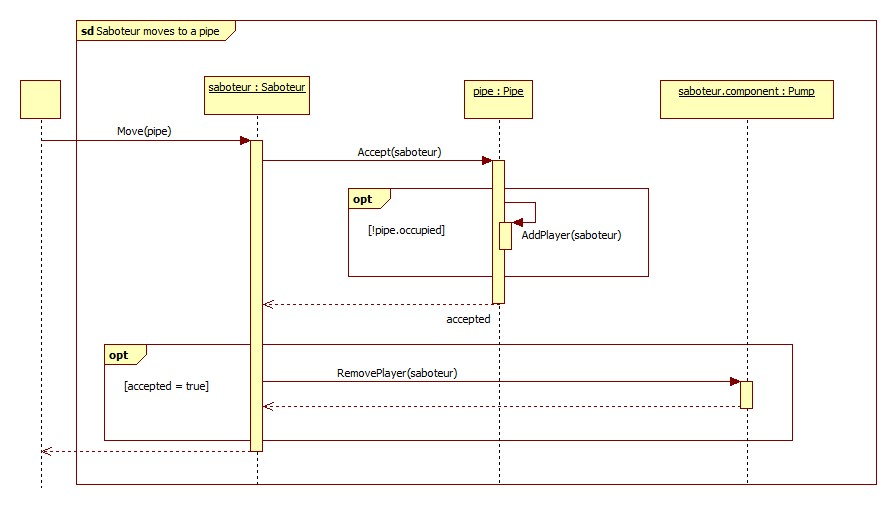 sd Saboteur moves to a pipe
saboteur : Saboteur
pipe : Pipe
saboteur.component : Pump
Move(pipe)
Accept(saboteur)
opt
[!pipe.occupied]
AddPlayer(saboteur)
accepted
opt
RemovePlayer(saboteur)
[accepted = true]